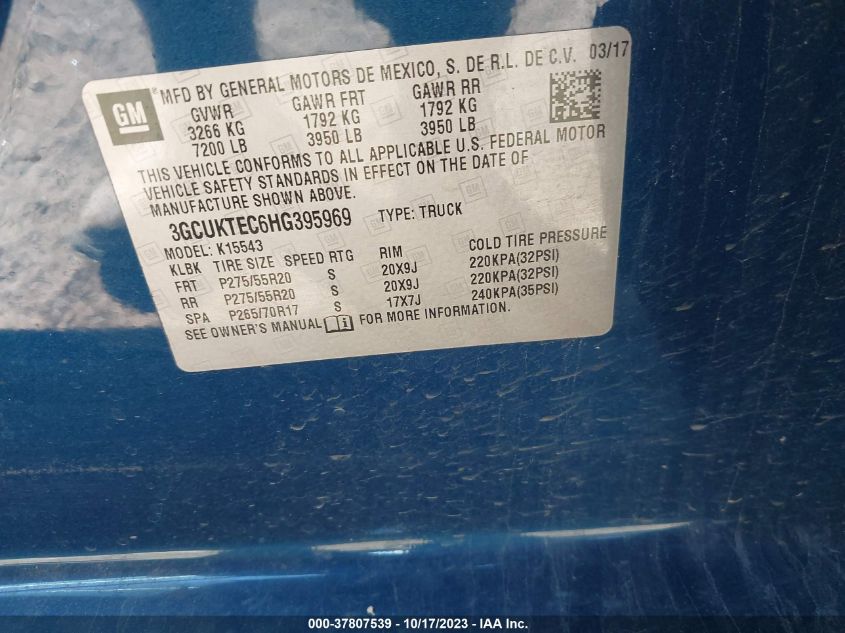 GM
MFD BY GENERAL MOTORS DE MEXICO, S. DE R.L. DE C.V. 03/17
GVWR GAWR FRT GAWR RR
3266 KG 1792 KG 1792 KG
7200 LB 3950 LB 3950 LB
THIS VEHICLE CONFORMS TO ALL APPLICABLE U.S. FEDERAL MOTOR
VEHICLE SAFETY STANDARDS IN EFFECT ON THE DATE OF
MANUFACTURE SHOWN ABOVE.
3GCUKTEC6HG395969 TYPE: TRUCK
MODEL: K15543
KLBK TIRE SIZE SPEED RTG RIM COLD TIRE PRESSURE
FRT P275/55R20 S 20X9J 220KPA(32PSI)
RR P275/55R20 S 20X9J 220KPA(32PSI)
SPA P265/70R17 S 17X7J 240KPA(35PSI)
SEE OWNER'S MANUAL FOR MORE INFORMATION.
000-37807539 - 10/17/2023 - IAA Inc.